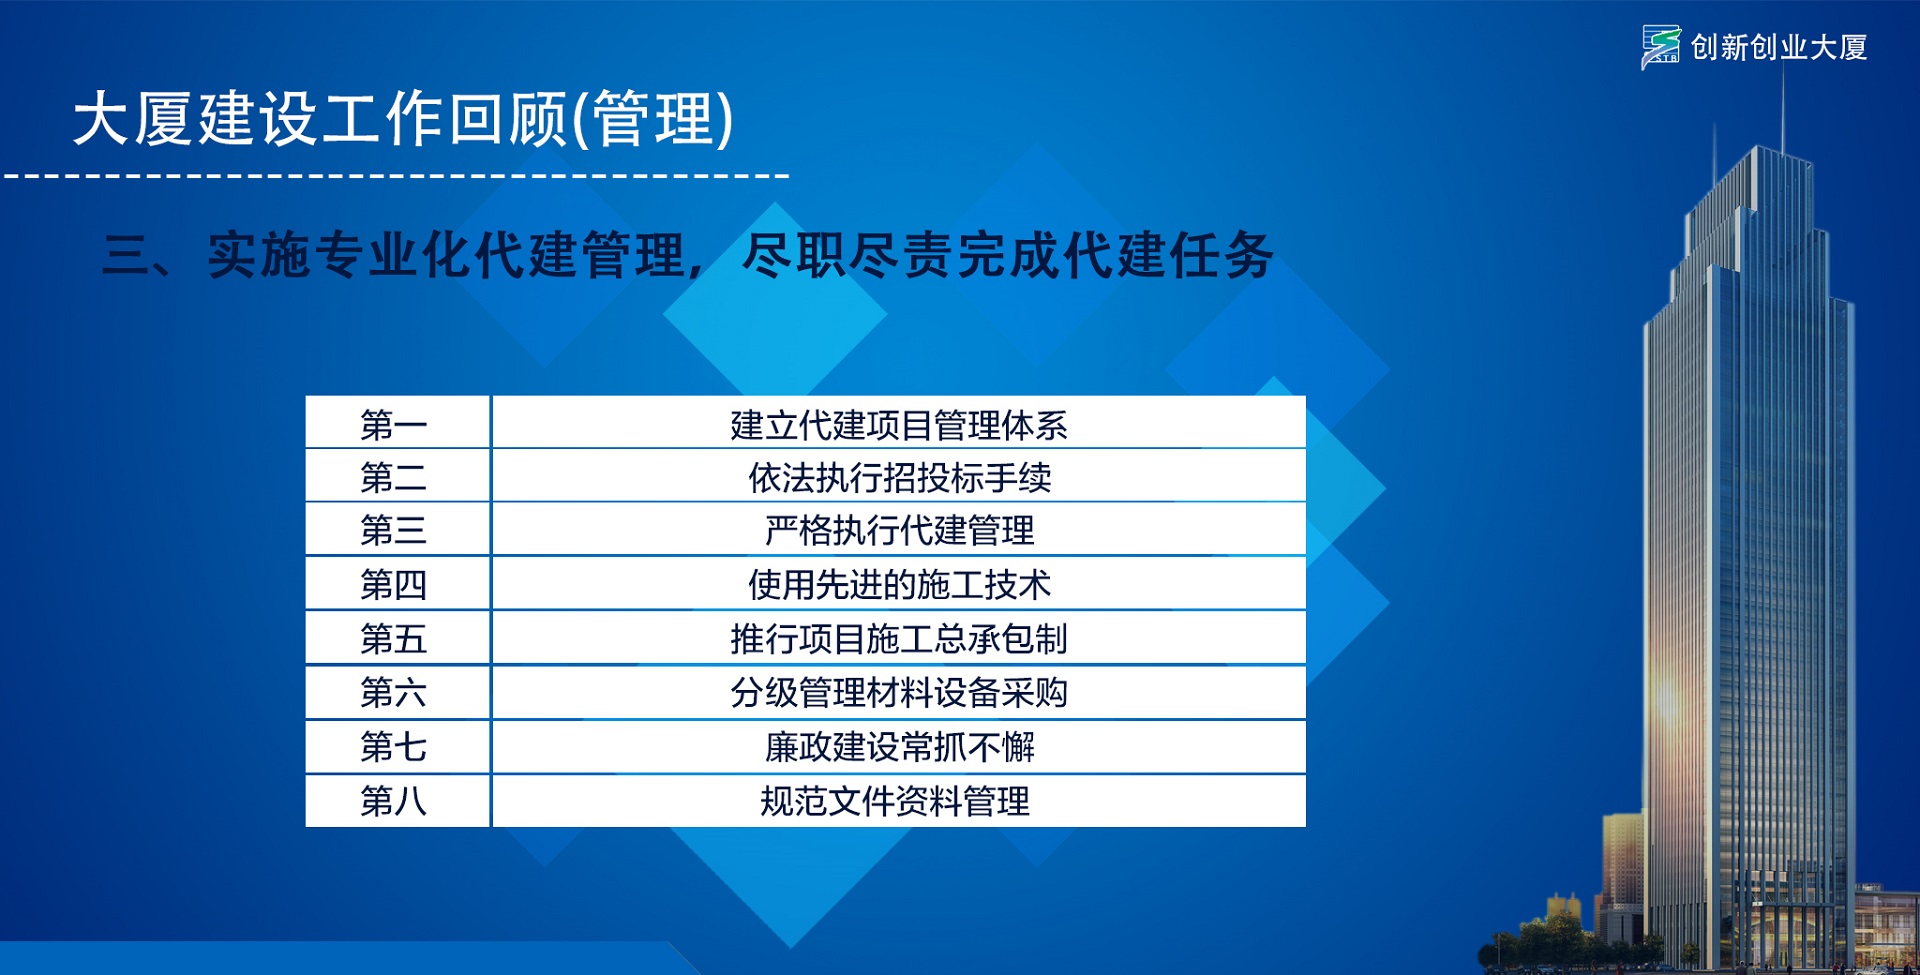 STB 创新创业大厦
大厦建设工作回顾(管理)
三、实施专业化代建管理，尽职尽责完成代建任务
第一 建立代建项目管理体系
第二 依法执行招投标手续
第三 严格执行代建管理
第四 使用先进的施工技术
第五 推行项目施工总承包制
第六 分级管理材料设备采购
第七 廉政建设常抓不懈
第八 规范文件资料管理